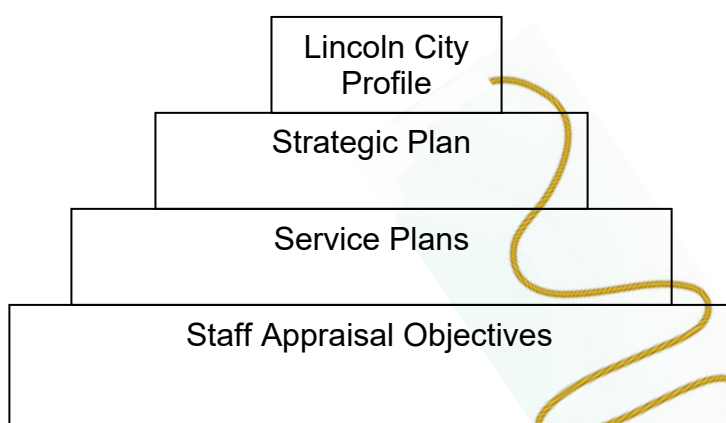 Lincoln City
Profile
Strategic Plan
Service Plans
Staff Appraisal Objectives